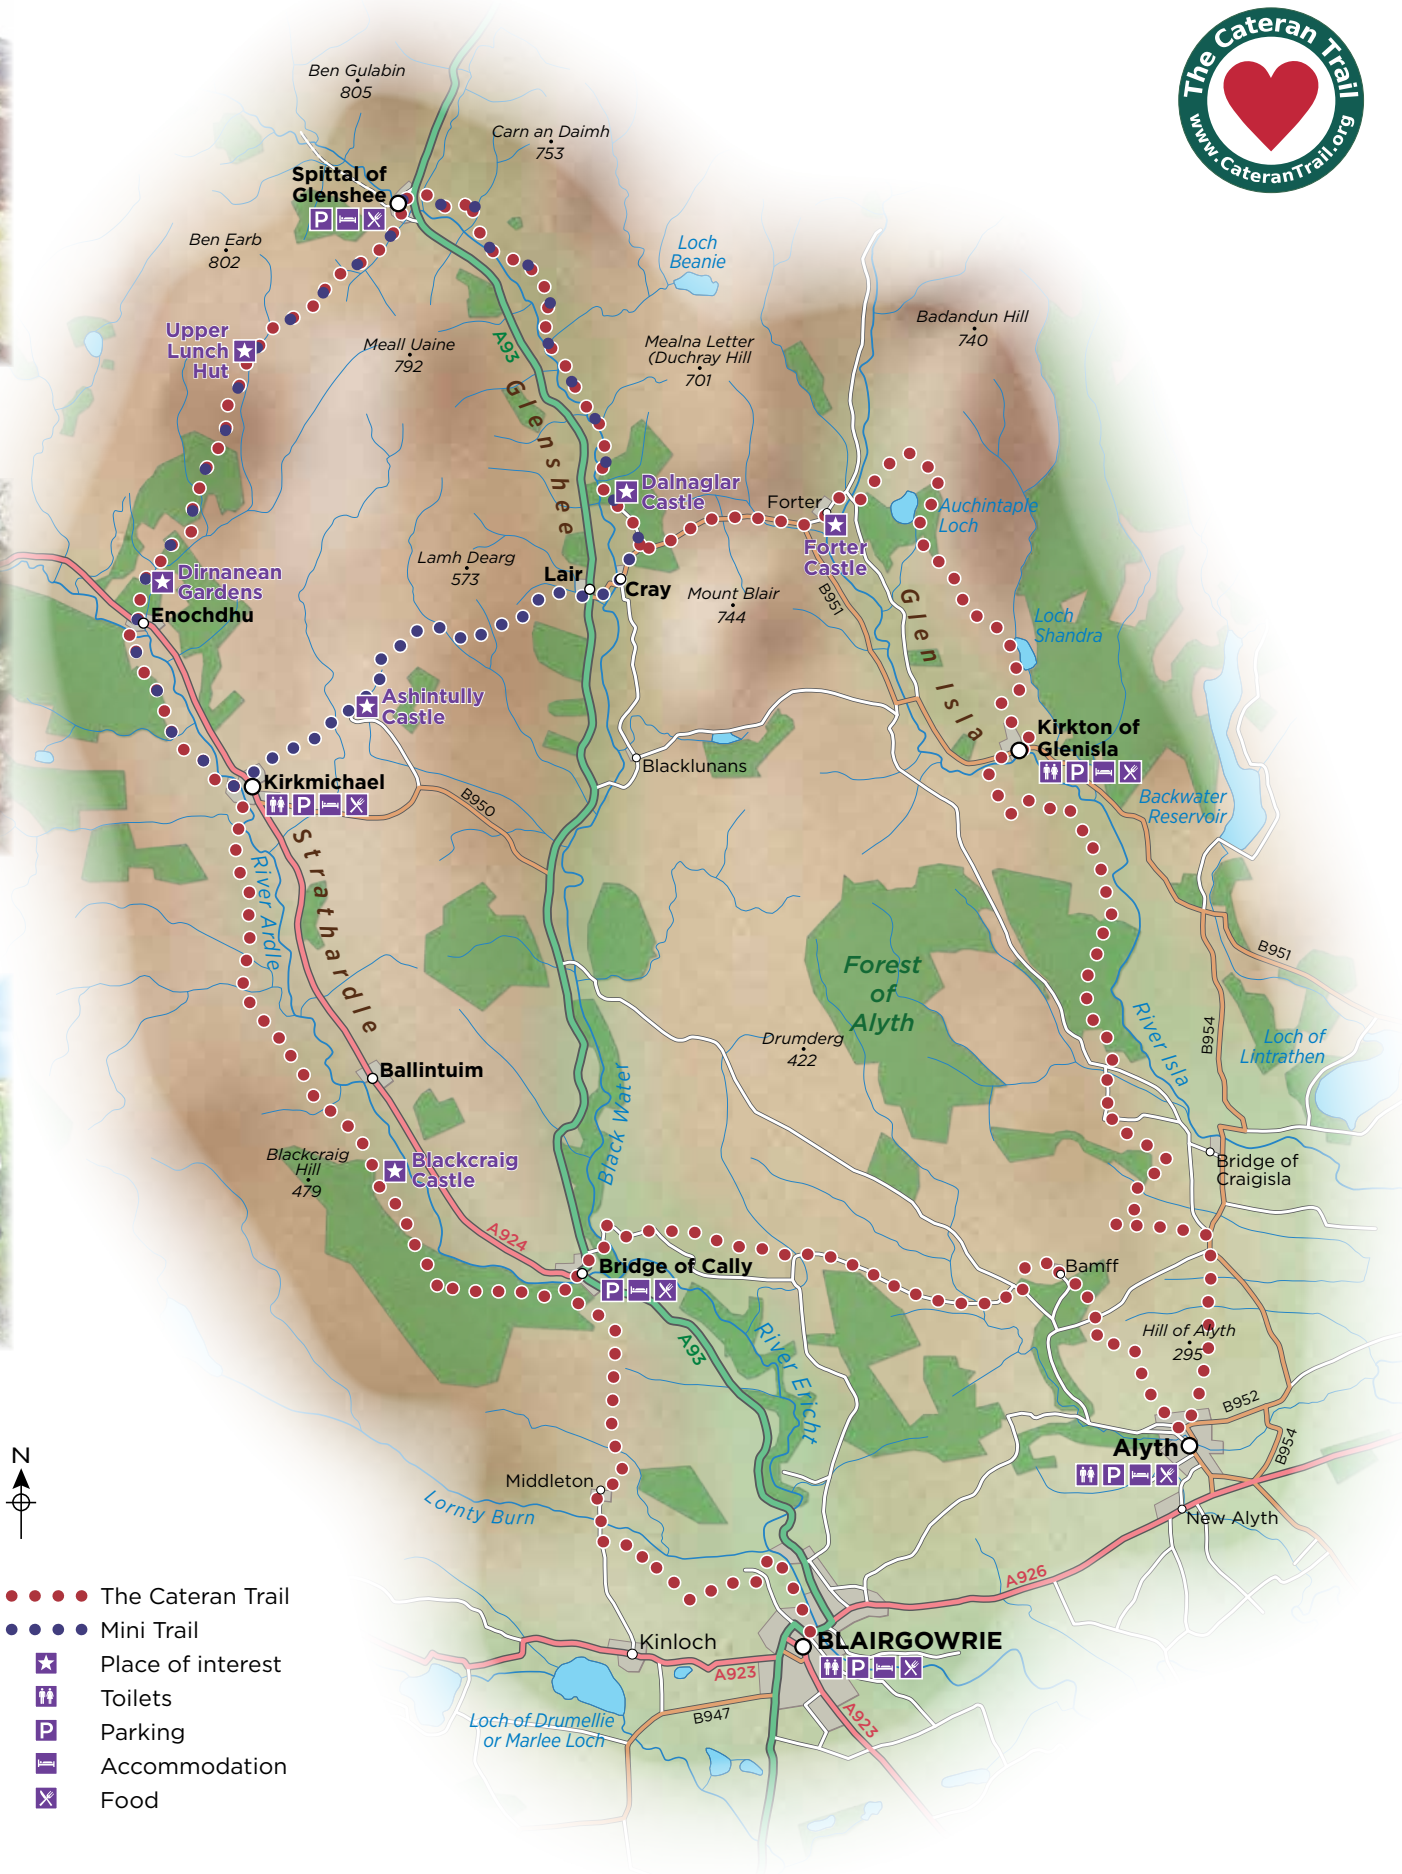 The Cateran Trail
www.CateranTrail.org
Ben Gulabin
805
Carn an Daimh
753
Spittal of
Glenshee
P
Ben Earb
802
Loch
Beanie
Upper
Lunch
Hut
Meall Uaine
792
A93
Glenshee
Mealna Letter
(Duchray Hill
701
Badandun Hill
740
Dalnaglar
Castle
Forter
Forter
Castle
Auchintaple
Loch
Lamh Dearg
573
Dirnanean
Gardens
Enochdhu
Lair
Cray
Mount Blair
744
B951
Glen Isla
Loch
Shandra
Ashintully
Castle
Kirkton of
Glenisla
P
Blacklunans
Kirkmichael
P
B950
Backwater
Reservoir
Strathardle
River Ardle
Forest
of
Alyth
B951
River Isla
B954
Loch of
Lintrathen
Drumderg
422
Ballintuim
Black Water
Blackcraig
Hill
479
Blackcraig
Castle
Bridge of
Craigisla
A924
Bridge of Cally
P
Bamff
A93
River Ericht
Hill of Alyth
295
B952
B954
Alyth
P
Middleton
Lornty Burn
New Alyth
N
A926
The Cateran Trail
Mini Trail
Place of interest
Toilets
P Parking
Accommodation
Food
Kinloch
BLAIRGOWRIE
P
A923
A923
B947
Loch of Drumellie
or Marlee Loch